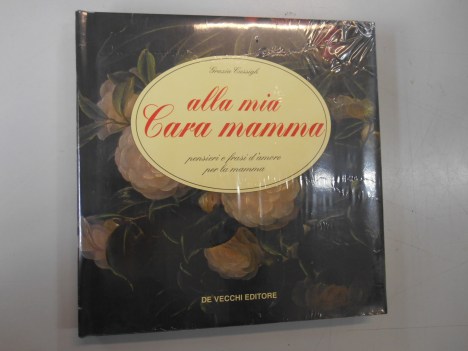 alla mia
Cara mamma
pensieri e frasi d'amore
per la mamma
DE VECCHI EDITORE